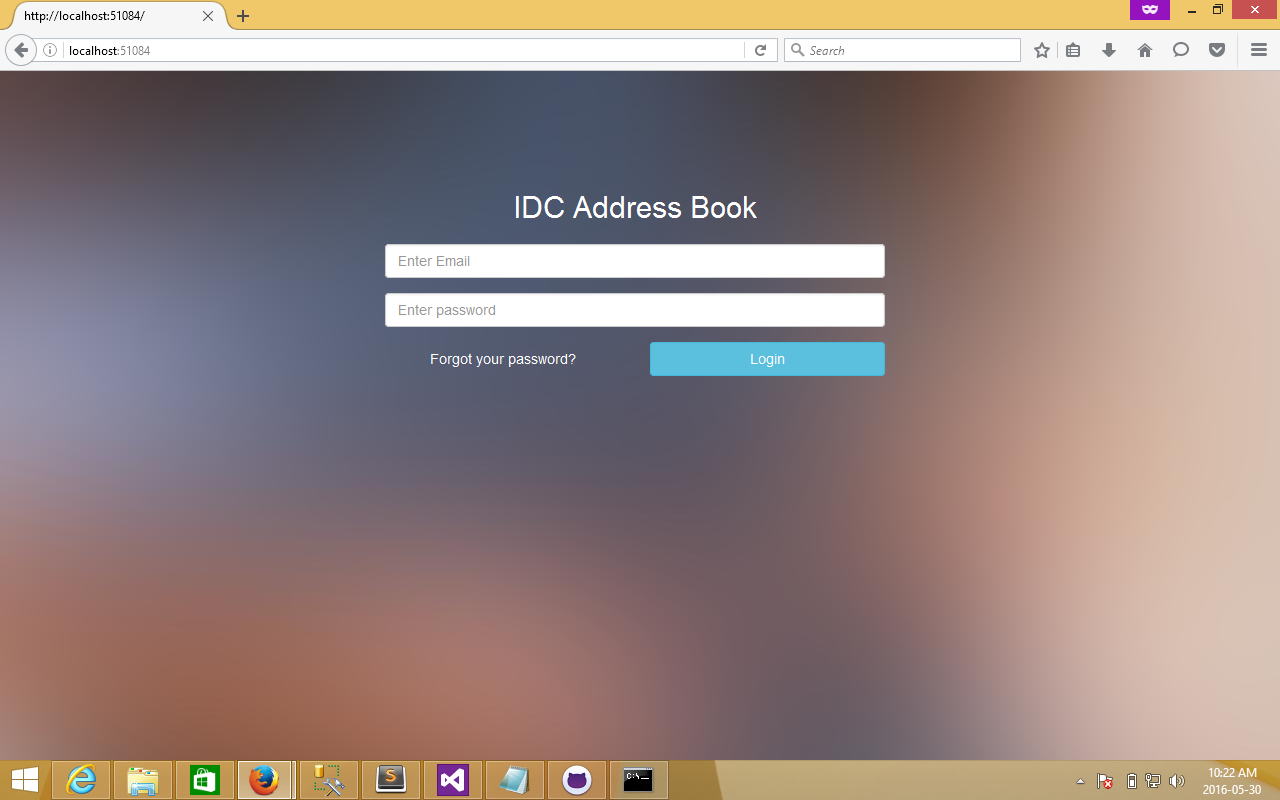 http://localhost:51084/
localhost:51084
Search
IDC Address Book
Enter Email
Enter password
Forgot your password?
Login
C:\_
10:22 AM
2016-05-30